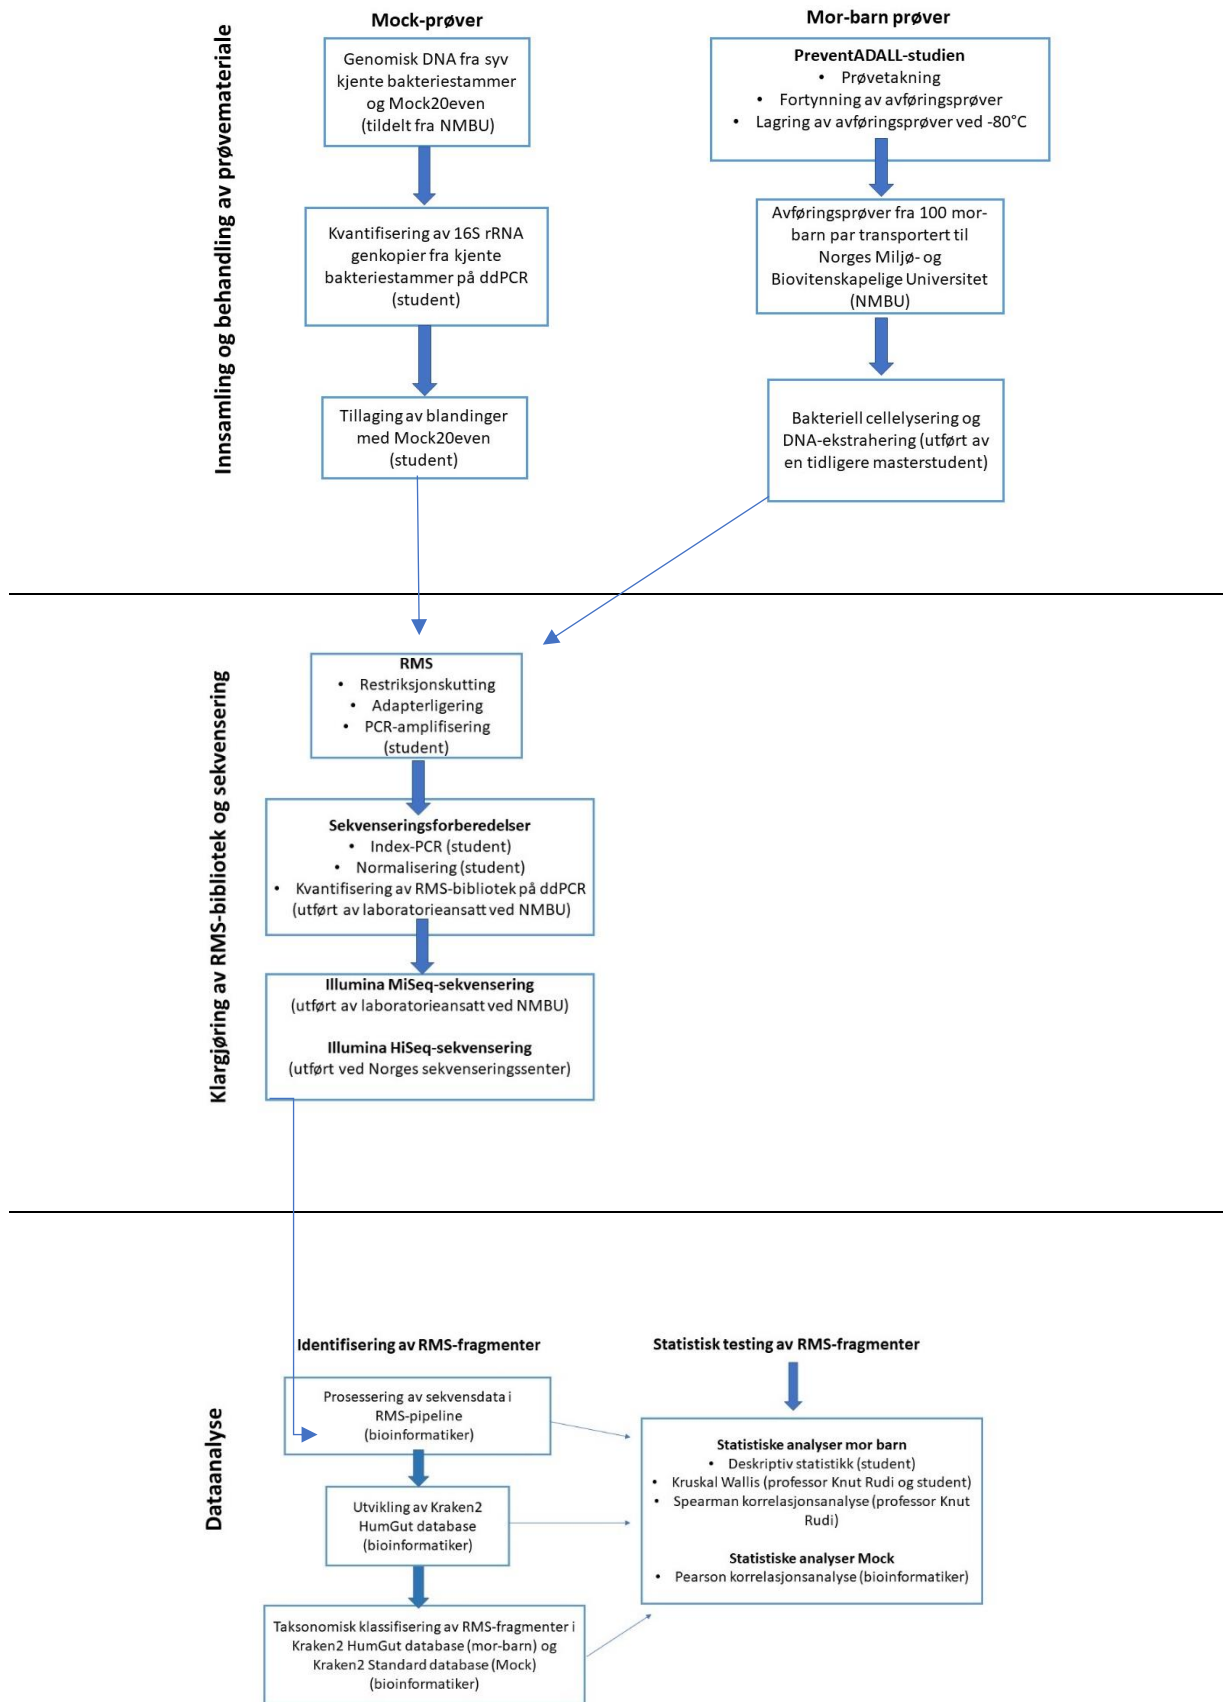 Innsamling og behandling av prøvemateriale
Mock-prøver
Genomisk DNA fra syv
kjente bakteriestammer
og Mock20even
(tildelt fra NMBU)
Kvantifisering av 16S rRNA
genkopier fra kjente
bakteriestammer på ddPCR
(student)
Tillaging av blandinger
med Mock20even
(student)
Mor-barn prøver
PreventADALL-studien
• Prøvetakning
• Fortynning av avføringsprøver
• Lagring av avføringsprøver ved -80°C
Avføringsprøver fra 100 mor-
barn par transportert til
Norges Miljø- og
Biovitenskapelige Universitet
(NMBU)
Bakteriell cellelysering og
DNA-ekstrahering (utført av
en tidligere masterstudent)
Klargjøring av RMS-bibliotek og sekvensering
RMS
• Restriksjonskutting
• Adapterligering
• PCR-amplifisering
(student)
Sekvenseringsforberedelser
• Index-PCR (student)
• Normalisering (student)
• Kvantifisering av RMS-bibliotek på ddPCR
(utført av laboratorieansatt ved NMBU)
Illumina MiSeq-sekvensering
(utført av laboratorieansatt ved NMBU)
Illumina HiSeq-sekvensering
(utført ved Norges sekvenseringssenter)
Dataanalyse
Identifisering av RMS-fragmenter
Prosessering av sekvensdata i
RMS-pipeline
(bioinformatiker)
Utvikling av Kraken2
HumGut database
(bioinformatiker)
Taksonomisk klassifisering av RMS-fragmenter i
Kraken2 HumGut database (mor-barn) og
Kraken2 Standard database (Mock)
(bioinformatiker)
Statistisk testing av RMS-fragmenter
Statistiske analyser mor barn
• Deskriptiv statistikk (student)
• Kruskal Wallis (professor Knut Rudi og student)
• Spearman korrelasjonsanalyse (professor Knut
Rudi)
Statistiske analyser Mock
• Pearson korrelasjonsanalyse (bioinformatiker)